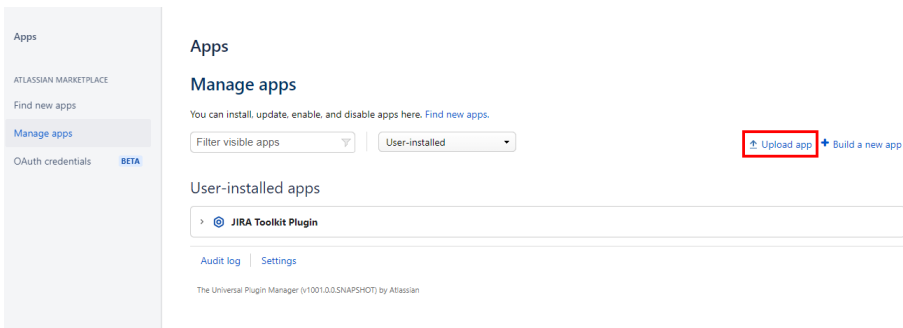 Apps
ATLASSIAN MARKETPLACE
Find new apps
Manage apps
OAuth credentials BETA
Apps
Manage apps
You can install, update, enable, and disable apps here. Find new apps.
Filter visible apps
User-installed
Upload app
Build a new app
User-installed apps
JIRA Toolkit Plugin
Audit log
Settings
The Universal Plugin Manager (v1001.0.0.SNAPSHOT) by Atlassian